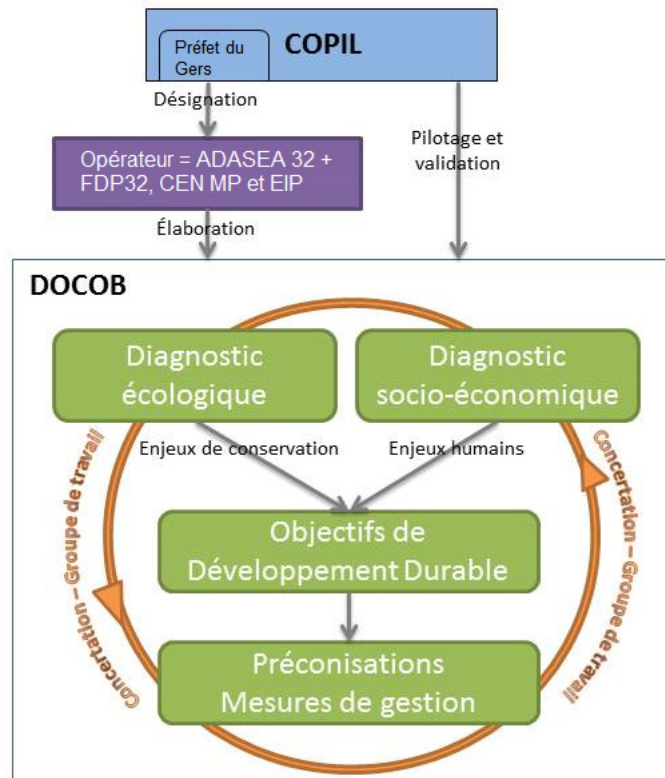 COPIL
Préfet du
Gers
Désignation
Pilotage et
validation
Opérateur = ADASEA 32 +
FDP32, CEN MP et EIP
Élaboration
DOCOB
Diagnostic
écologique
Diagnostic
socio-économique
Enjeux de conservation
Enjeux humains
Concertation – Groupe de travail
Concertation – Groupe de travail
Objectifs de
Développement Durable
Préconisations
Mesures de gestion